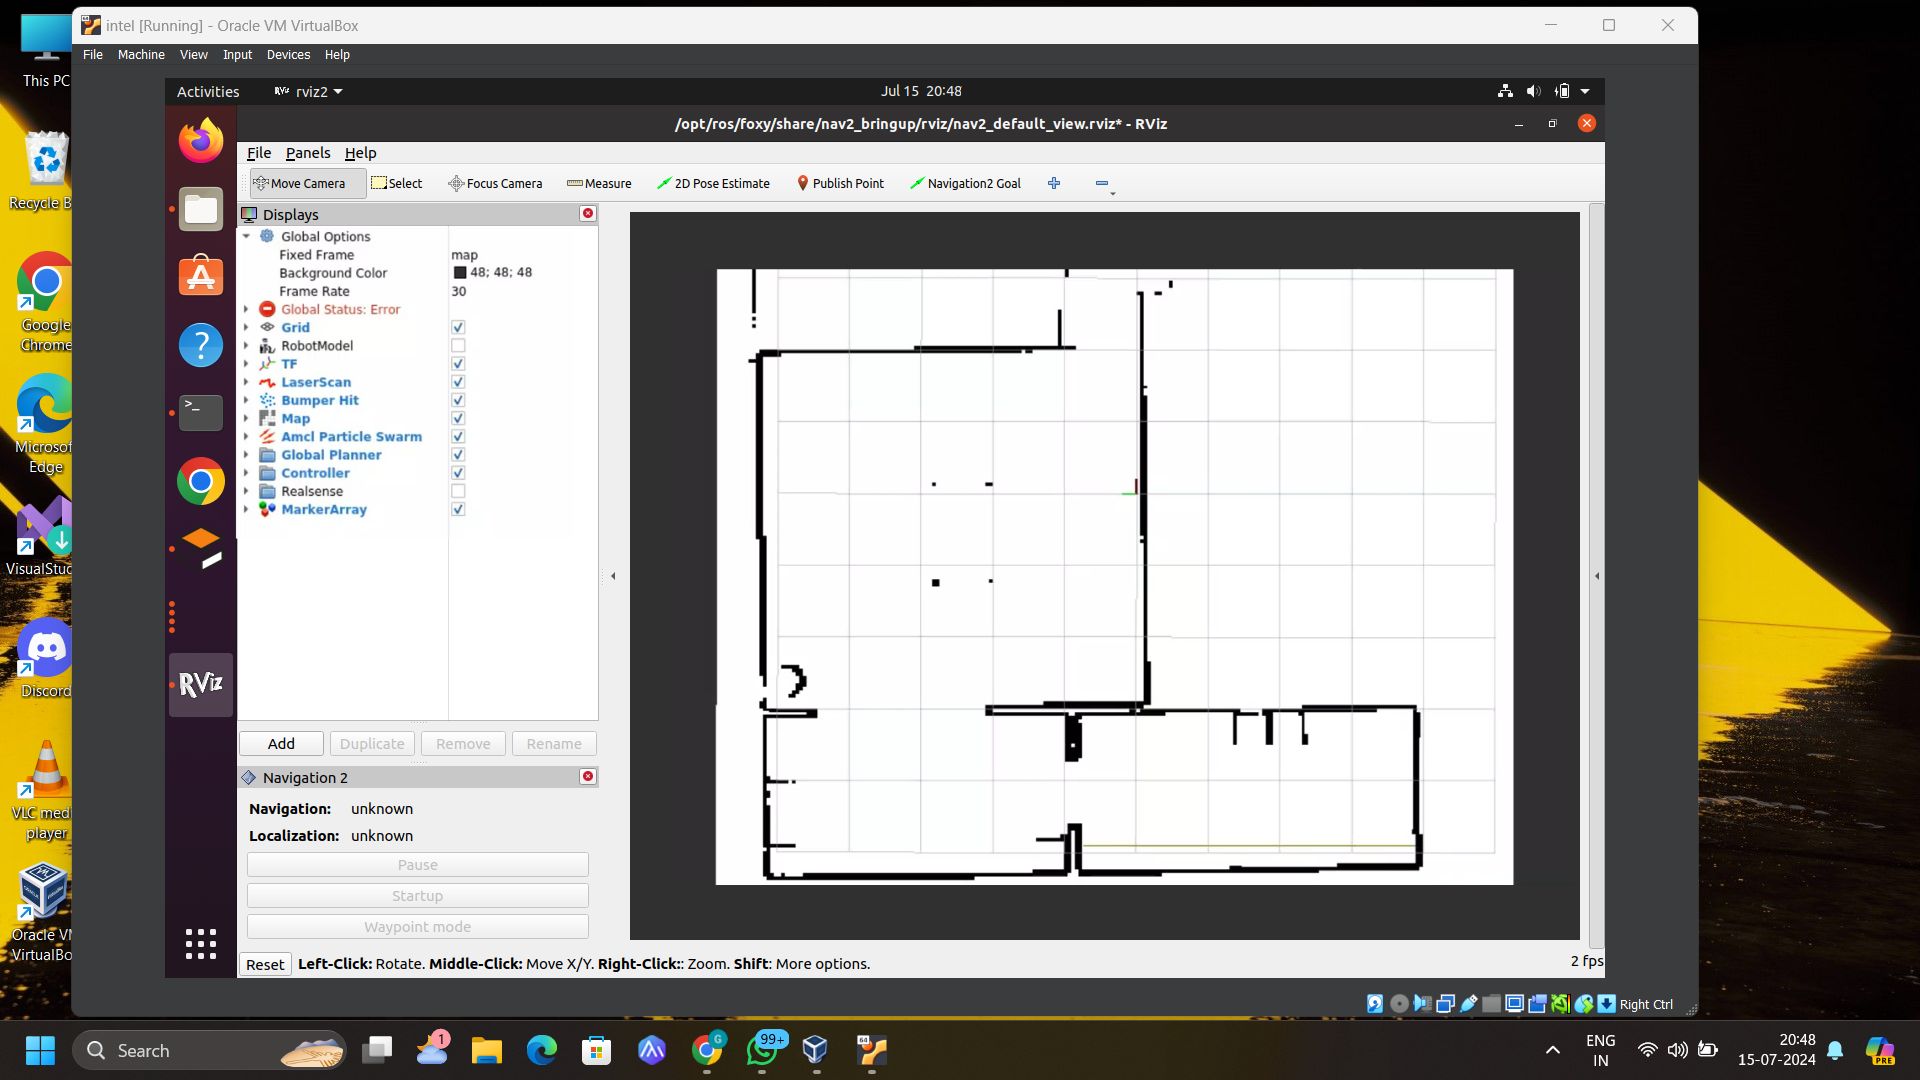 This PC
Recycle B
Google
Chrome
Microsof
Edge
VisualStud
Discord
VLC medi
player
Oracle VM
VirtualBo
intel [Running] - Oracle VM VirtualBox
File Machine View Input Devices Help
Activities rviz2 Jul 15 20:48
/opt/ros/foxy/share/nav2_bringup/rviz/nav2_default_view.rviz* - RViz
File Panels Help
Move Camera Select Focus Camera Measure 2D Pose Estimate Publish Point Navigation2 Goal
Displays
Global Options
Fixed Frame map
Background Color 48; 48; 48
Frame Rate 30
Global Status: Error
Grid
RobotModel
TF
LaserScan
Bumper Hit
Map
Amcl Particle Swarm
Global Planner
Controller
Realsense
MarkerArray
RViz
Add Duplicate Remove Rename
Navigation 2
Navigation: unknown
Localization: unknown
Pause
Startup
Waypoint mode
Reset Left-Click: Rotate. Middle-Click: Move X/Y. Right-Click:: Zoom. Shift: More options. 2 fps
Right Ctrl
Search 1 G 99+ 64
ENG
IN
20:48
15-07-2024
PRE